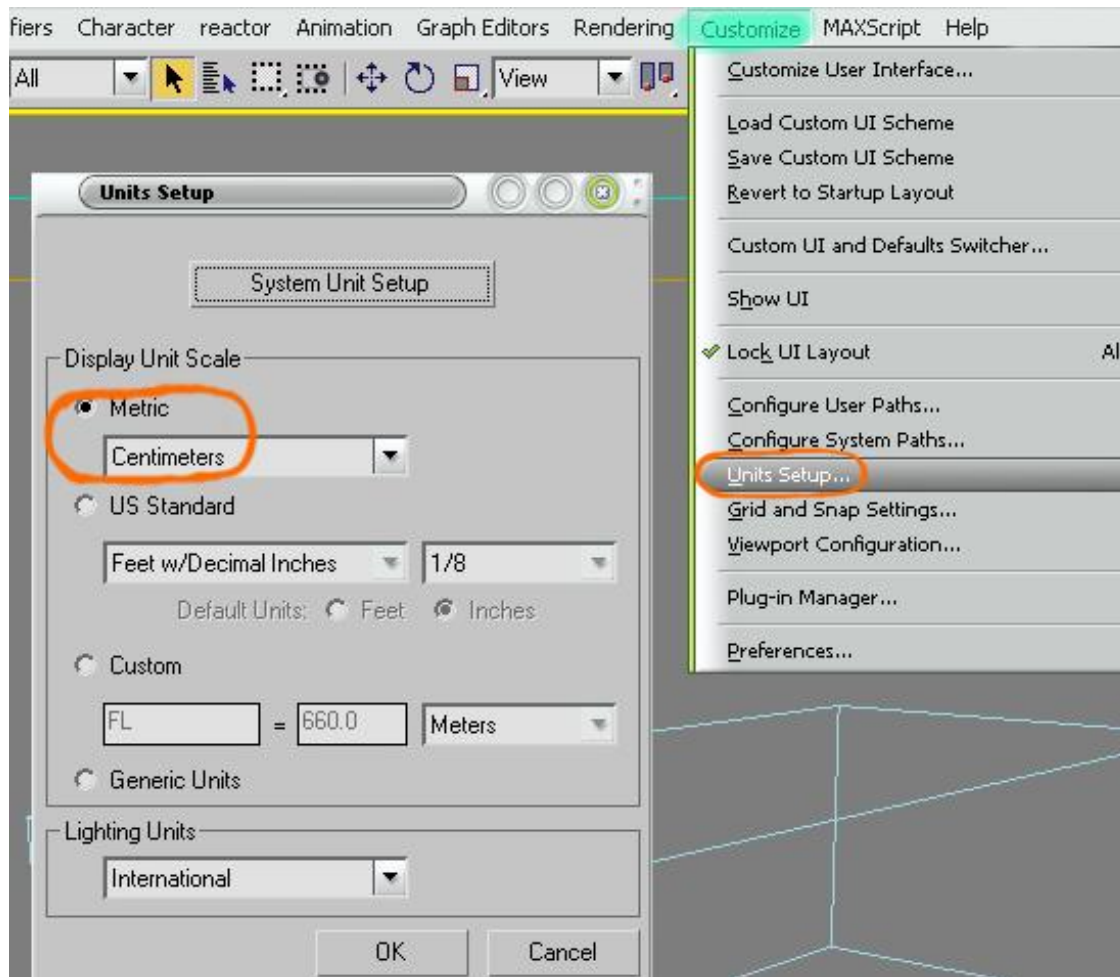 fiers Character reactor Animation Graph Editors Rendering Customize MAXScript Help
All View
Customize User Interface...
Load Custom UI Scheme
Save Custom UI Scheme
Revert to Startup Layout
Custom UI and Defaults Switcher...
Show UI
Lock UI Layout Al
Configure User Paths...
Configure System Paths...
Units Setup...
Grid and Snap Settings...
Viewport Configuration...
Plug-in Manager...
Preferences...
Units Setup
System Unit Setup
Display Unit Scale
Metric
Centimeters
US Standard
Feet w/Decimal Inches 1/8
Default Units: Feet Inches
Custom
FL = 660.0 Meters
Generic Units
Lighting Units
International
OK Cancel